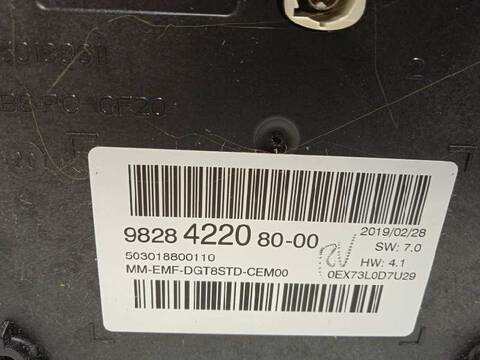 2
9828 4220 80-00
503018800110
MM-EMF-DGT8STD-CEM00
2019/02/28
SW: 7.0
HW: 4.1
0EX73L0D7U29